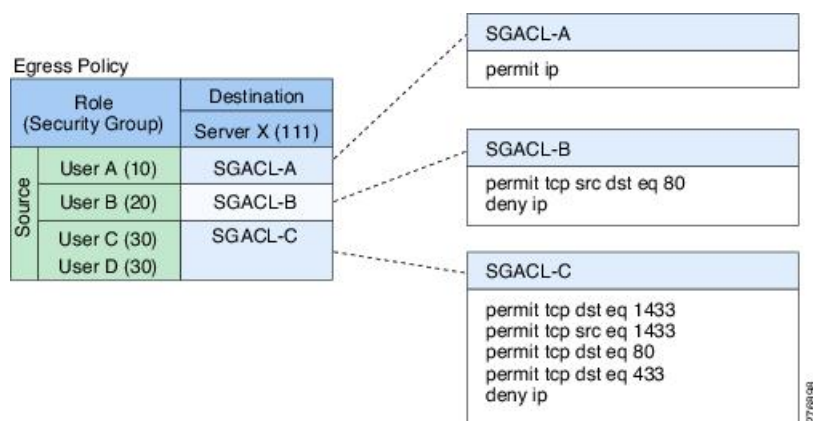 Egress Policy
Role
(Security Group)
Destination
Server X (111)
Source
User A (10)
SGACL-A
User B (20)
SGACL-B
User C (30)
User D (30)
SGACL-C
SGACL-A
permit ip
SGACL-B
permit tcp src dst eq 80
deny ip
SGACL-C
permit tcp dst eq 1433
permit tcp src eq 1433
permit tcp dst eq 80
permit tcp dst eq 433
deny ip